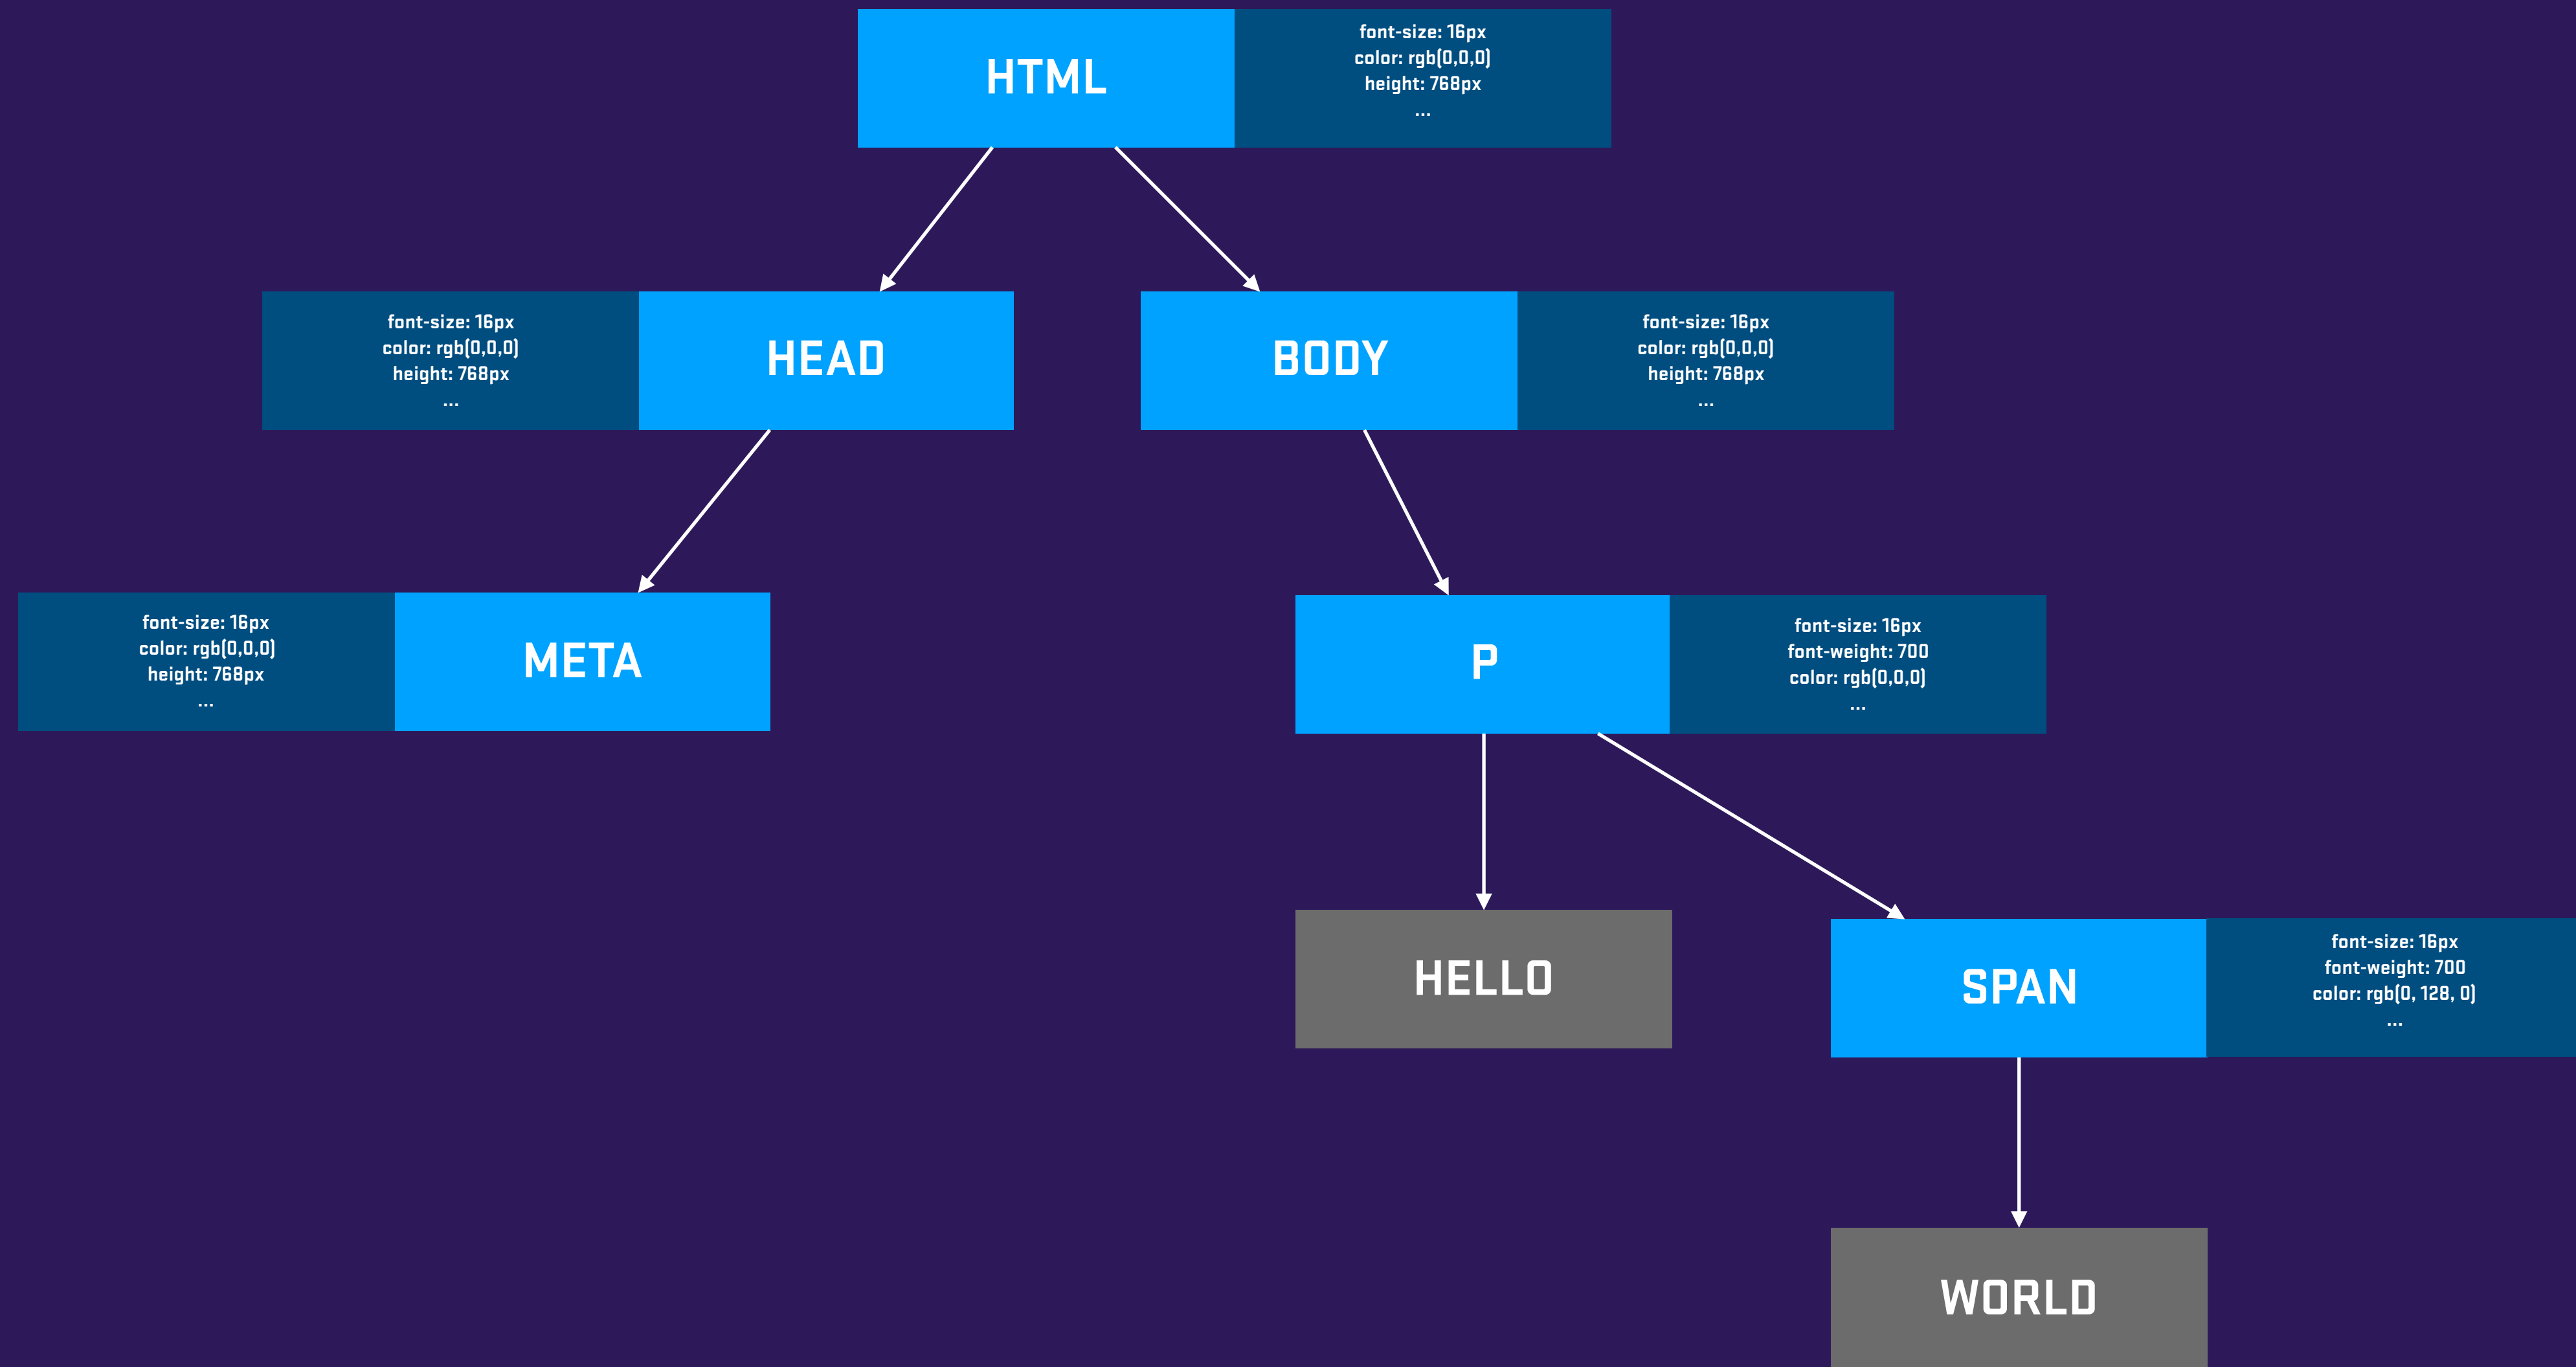 HTML
font-size: 16px
color: rgb(0,0,0)
height: 768px
...
font-size: 16px
color: rgb(0,0,0)
height: 768px
...
HEAD
BODY
font-size: 16px
color: rgb(0,0,0)
height: 768px
...
font-size: 16px
color: rgb(0,0,0)
height: 768px
...
META
P
font-size: 16px
font-weight: 700
color: rgb(0,0,0)
...
HELLO
SPAN
font-size: 16px
font-weight: 700
color: rgb(0, 128, 0)
...
WORLD